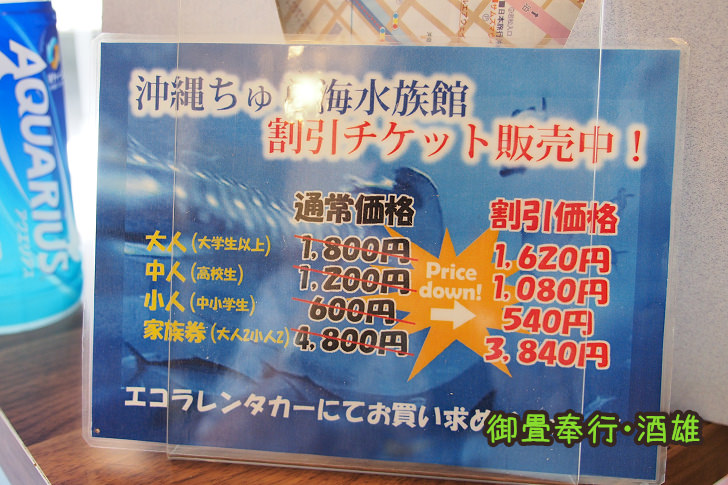 沖縄ちゅ 海水族館
割引チケット販売中！
通常価格 割引価格
大人(大学生以上) 1,800円 1,620円
中人(高校生) 1,200円 1,080円
小人(中小学生) 600円 540円
家族券(大人2小人2) 4,800円 3,840円
Price
down!
エコラレンタカーにてお買い求め
御畳奉行・酒雄
AQUARIUS
アクエリアス